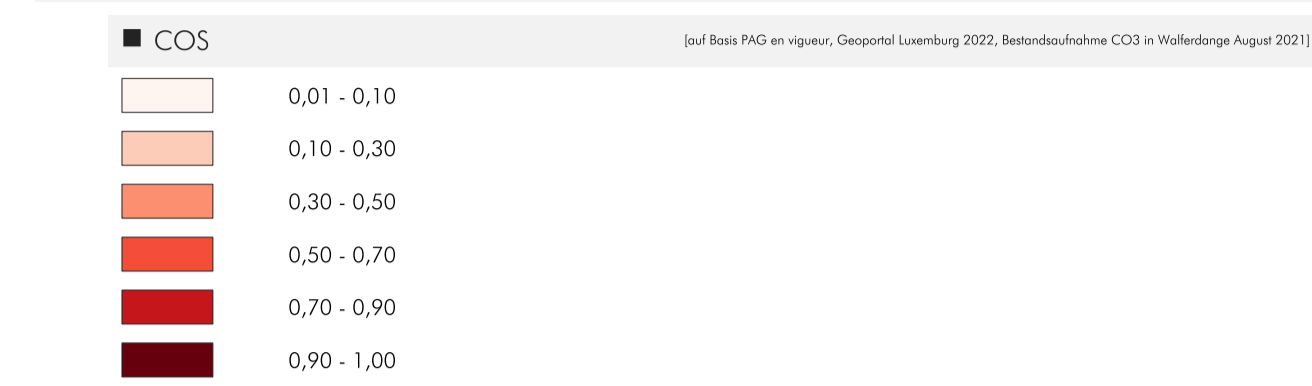 COS [auf Basis PAG en vigueur, Geoportal Luxemburg 2022, Bestandsaufnahme CO3 in Walferdange August 2021]
0,01 - 0,10
0,10 - 0,30
0,30 - 0,50
0,50 - 0,70
0,70 - 0,90
0,90 - 1,00